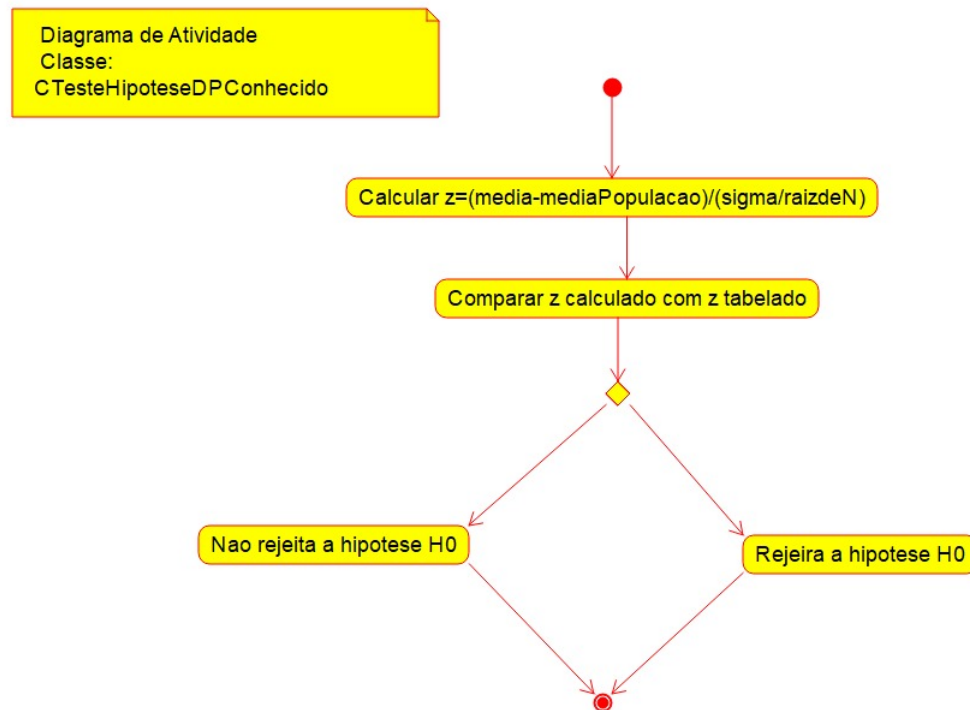 Diagrama de Atividade
Classe:
CTesteHipoteseDPConhecido
Calcular z=(media-mediaPopulacao)/(sigma/raizdeN)
Comparar z calculado com z tabelado
Nao rejeita a hipotese H0
Rejeira a hipotese H0